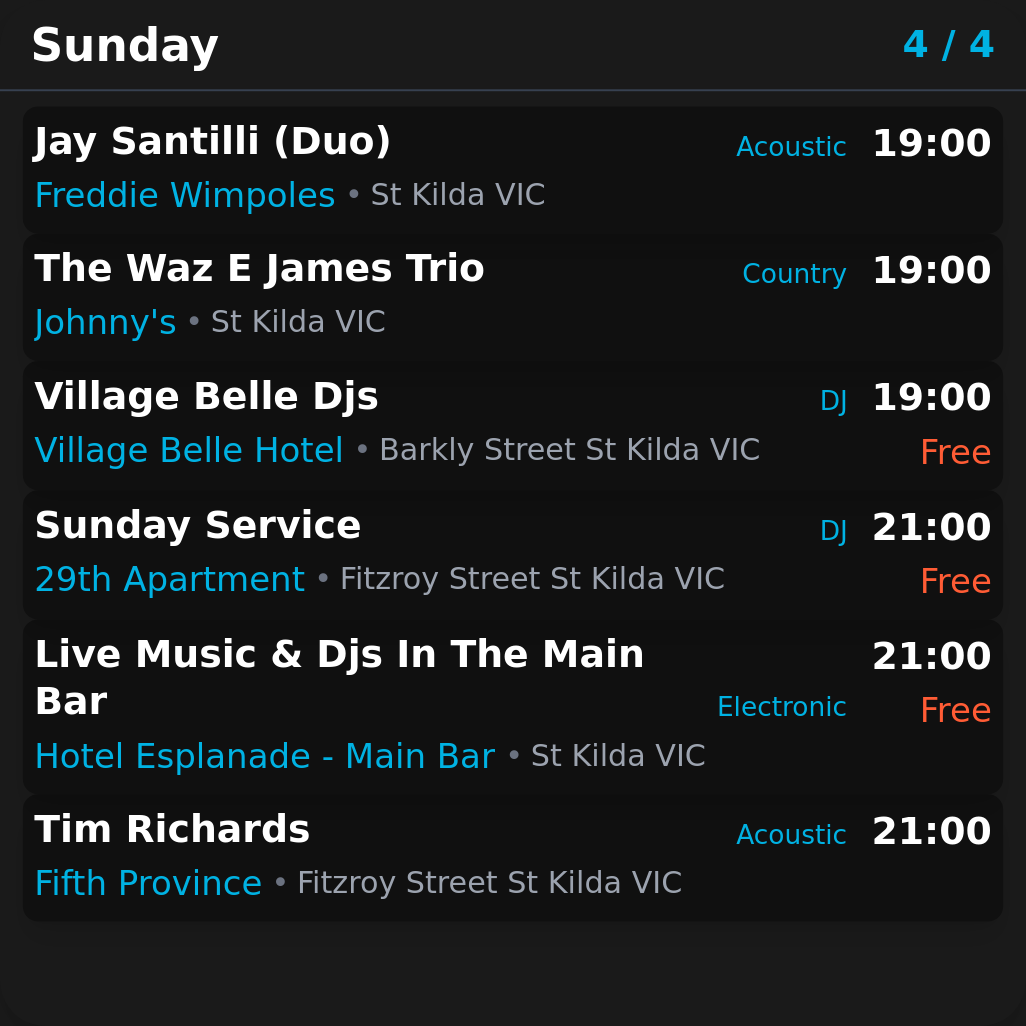 Sunday 4 / 4
Jay Santilli (Duo) Acoustic 19:00
Freddie Wimpoles • St Kilda VIC
The Waz E James Trio Country 19:00
Johnny's • St Kilda VIC
Village Belle Djs DJ 19:00
Village Belle Hotel • Barkly Street St Kilda VIC Free
Sunday Service DJ 21:00
29th Apartment • Fitzroy Street St Kilda VIC Free
Live Music & Djs In The Main 21:00
Bar Electronic Free
Hotel Esplanade - Main Bar • St Kilda VIC
Tim Richards Acoustic 21:00
Fifth Province • Fitzroy Street St Kilda VIC